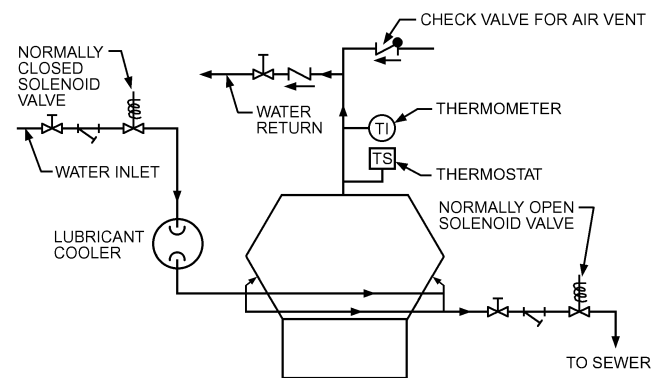 CHECK VALVE FOR AIR VENT
NORMALLY
CLOSED
SOLENOID
VALVE
WATER
RETURN
TI
THERMOMETER
TS
THERMOSTAT
WATER INLET
NORMALLY OPEN
SOLENOID VALVE
LUBRICANT
COOLER
TO SEWER